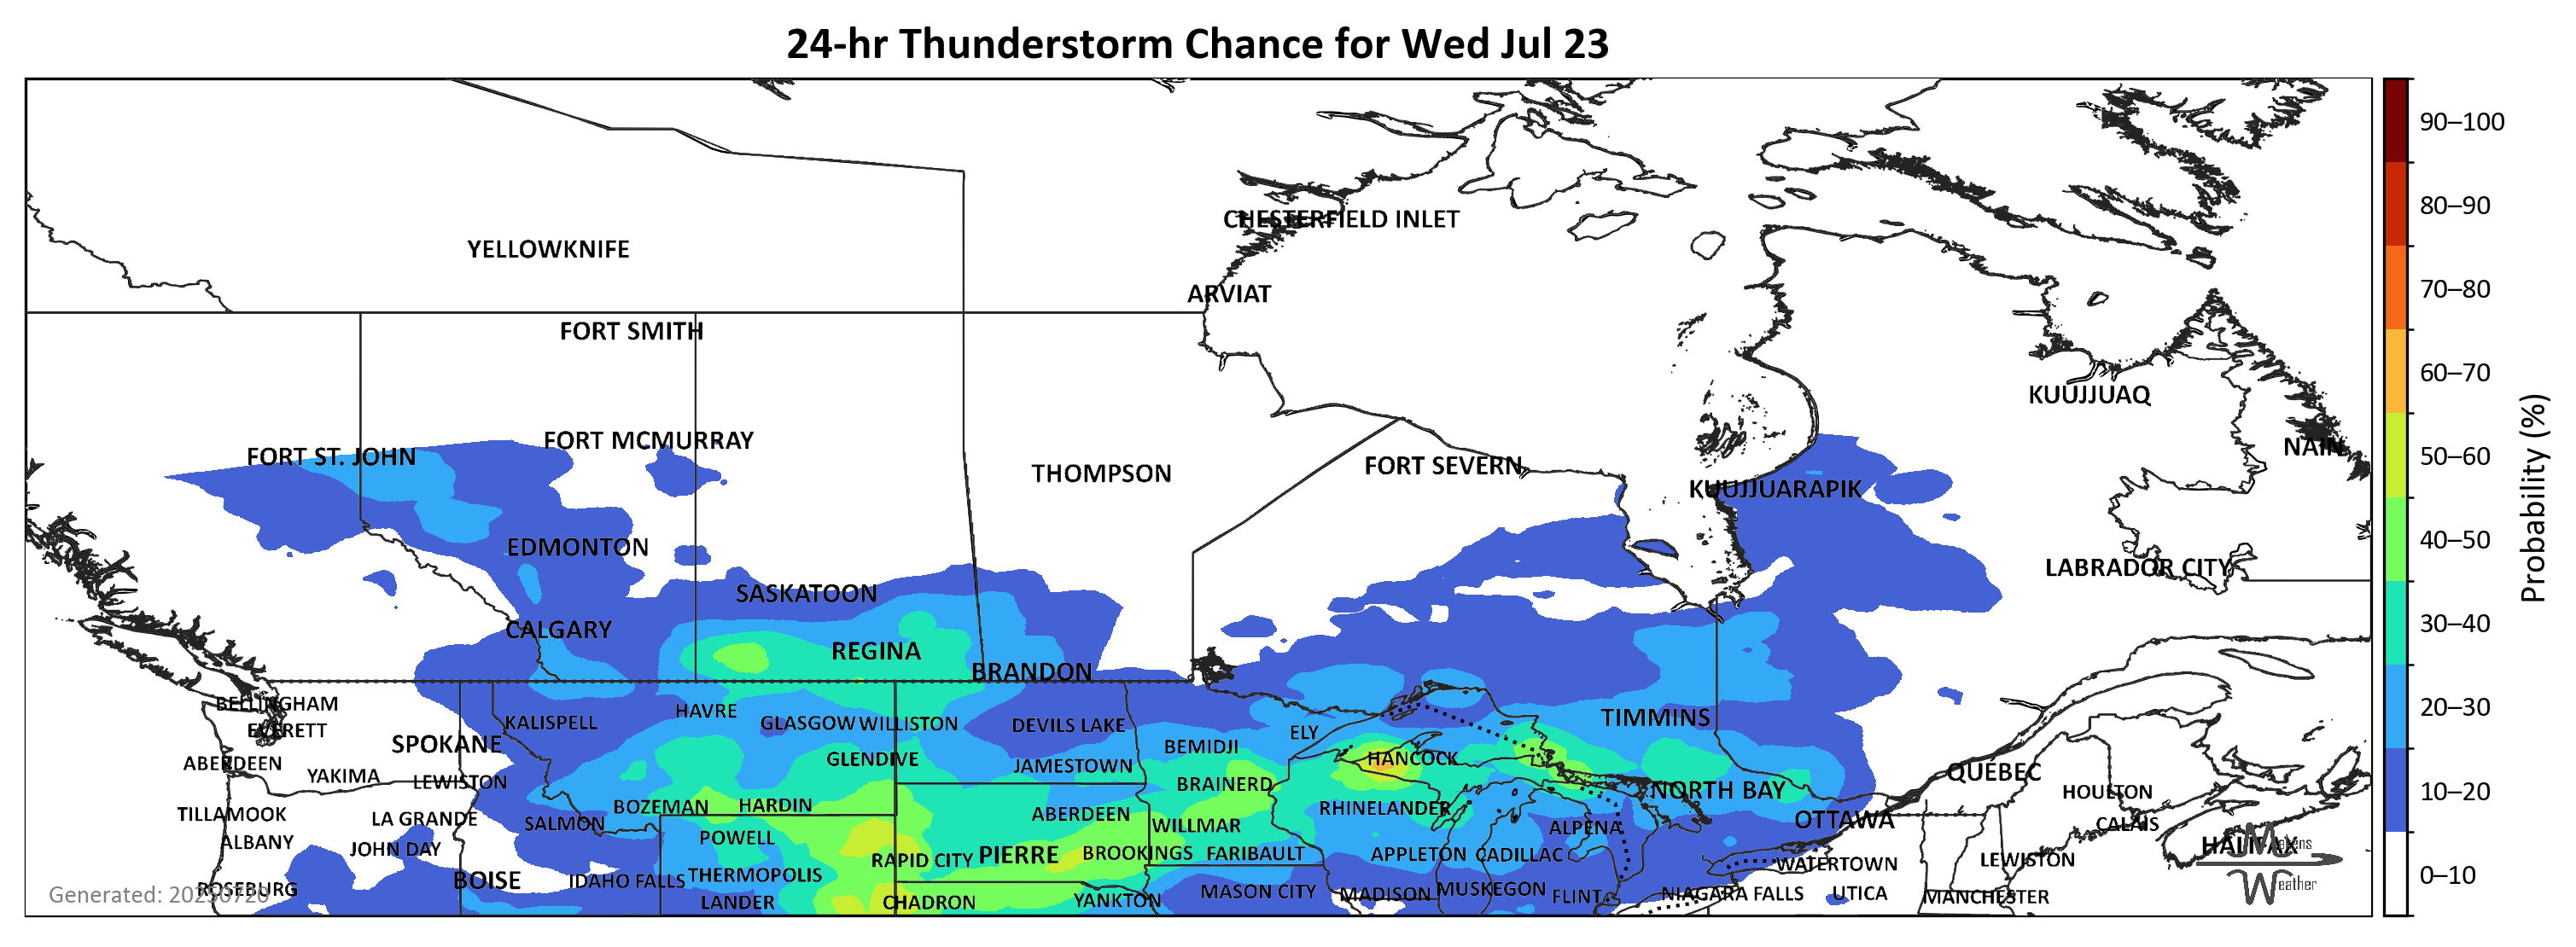 24-hr Thunderstorm Chance for Wed Jul 23
90–100
80–90
CHESTERFIELD INLET
YELLOWKNIFE
70–80
ARVIAT
FORT SMITH
60–70
KUUJJUAQ
FORT MCMURRAY
NAIN
FORT ST. JOHN
50–60
FORT SEVERN
THOMPSON
KUUJJUARAPIK
Probability (%)
40–50
EDMONTON
LABRADOR CITY
SASKATOON
30–40
CALGARY
REGINA
BRANDON
BELLINGHAM
20–30
HAVRE
TIMMINS
KALISPELL
GLASGOW
WILLISTON
DEVILS LAKE
EVERETT
ELY
SPOKANE
BEMIDJI
GLENDIVE
HANCOCK
ABERDEEN
JAMESTOWN
QUÉBEC
YAKIMA
LEWISTON
BRAINERD
NORTH BAY
10–20
HOULTON
BOZEMAN
HARDIN
RHINELANDER
TILLAMOOK
LA GRANDE
ABERDEEN
OTTAWA
SALMON
WILLMAR
ALPENA
CALAIS
POWELL
ALBANY
JOHN DAY
HALIFAX
Makens
RAPID CITY
PIERRE
BROOKINGS
FARIBAULT
APPLETON
CADILLAC
LEWISTON
WATERTOWN
THERMOPOLIS
0–10
BOISE
IDAHO FALLS
Weather
ROSEBURG
Generated: 20250720
MASON CITY
MADISON
MUSKEGON
FLINT
NIAGARA FALLS
UTICA
MANCHESTER
LANDER
CHADRON
YANKTON